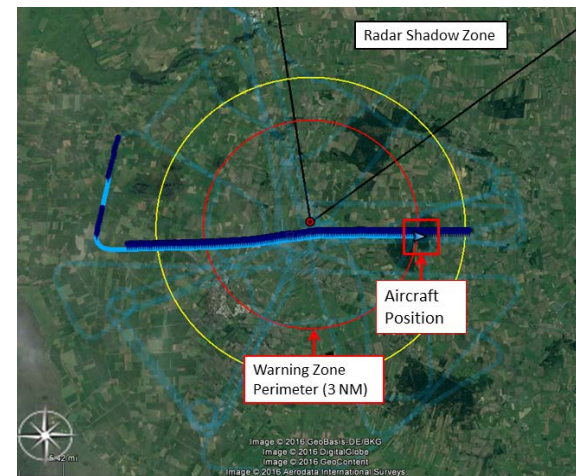 Radar Shadow Zone
Aircraft
Position
Warning Zone
Perimeter (3 NM)
Image © 2016 GeoBasis-DE/BKG
Image © 2016 DigitalGlobe
Image © 2016 GeoContent
Image © 2016 Aerodata International Surveys